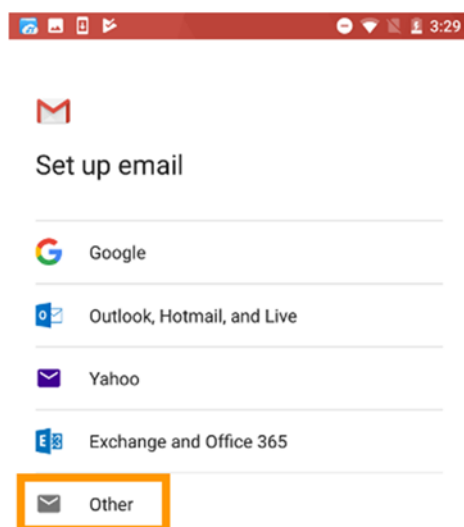 3:29
Set up email
Google
Outlook, Hotmail, and Live
Yahoo
Exchange and Office 365
Other